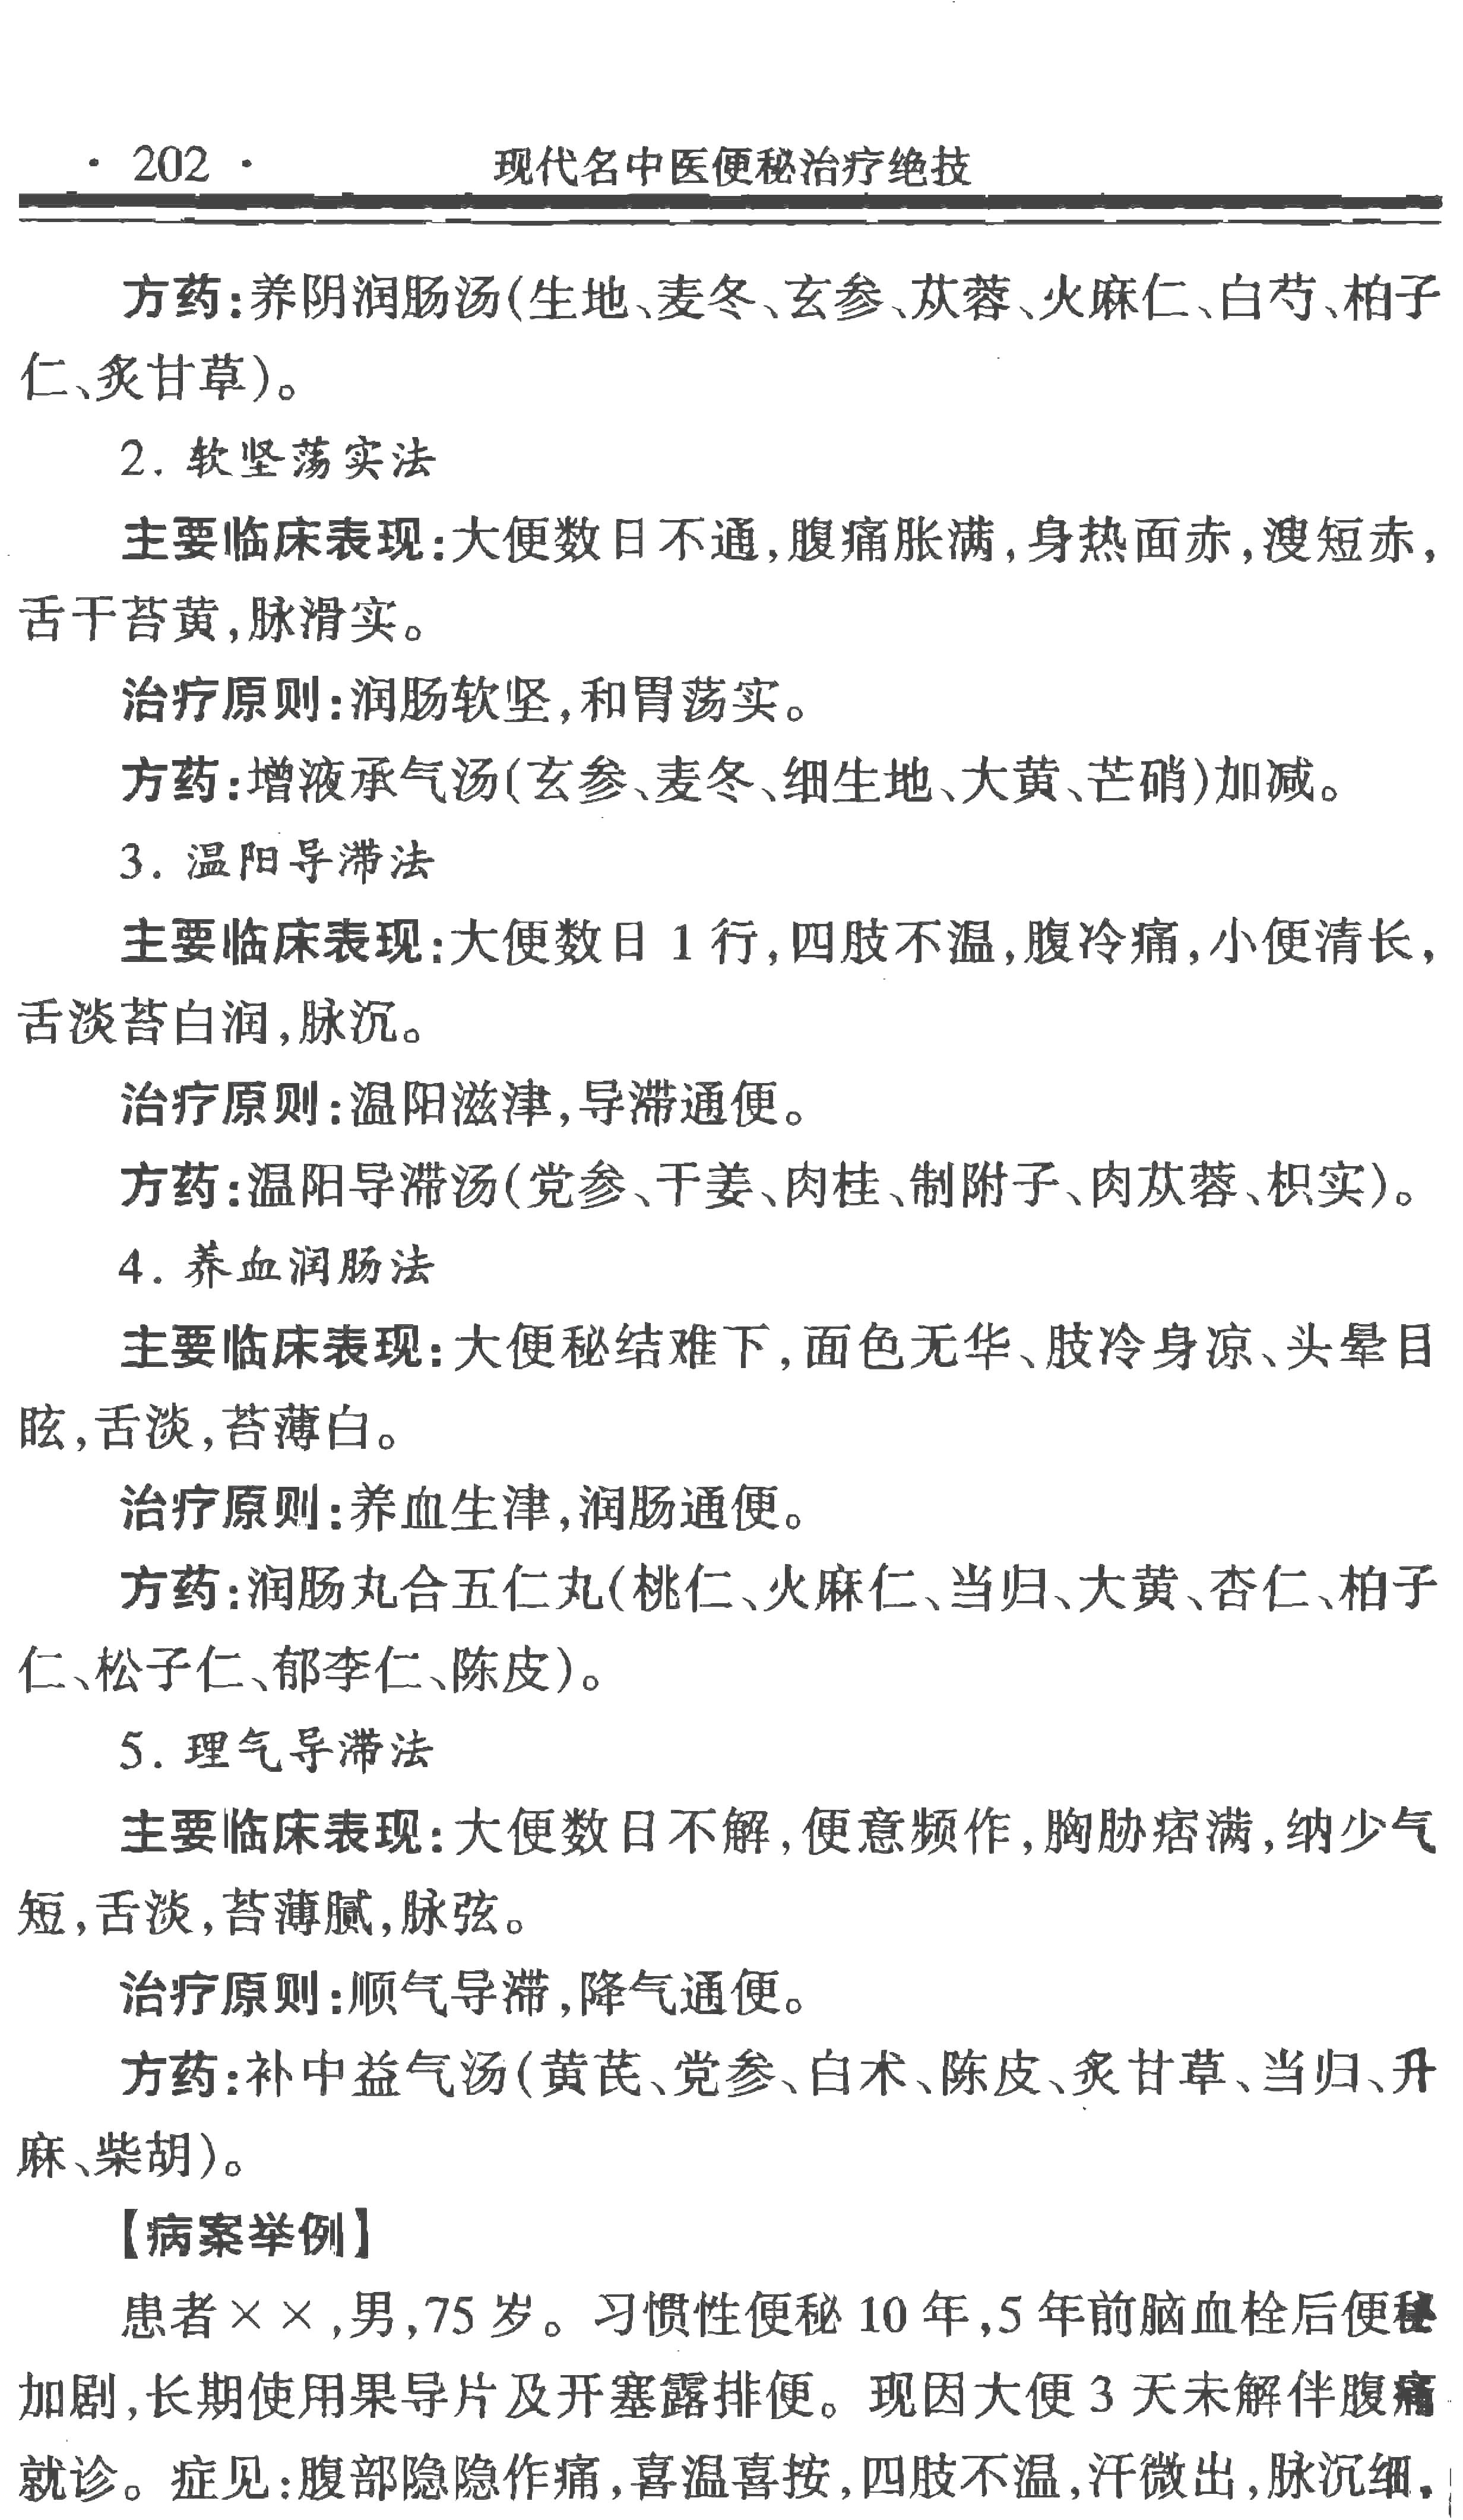 · 202 · 现代名中医便秘治疗绝技
方药:养阴润肠汤(生地、麦冬、玄参、苁蓉、火麻仁、白芍、柏子
仁、炙甘草)。
2. 软坚荡实法
主要临床表现:大便数日不通,腹痛胀满,身热面赤,溲短赤,
舌干苔黄,脉滑实。
治疗原则:润肠软坚,和胃荡实。
方药:增液承气汤(玄参、麦冬、细生地、大黄、芒硝)加减。
3. 温阳导滞法
主要临床表现:大便数日 1 行,四肢不温,腹冷痛,小便清长,
舌淡苔白润,脉沉。
治疗原则:温阳滋津,导滞通便。
方药:温阳导滞汤(党参、干姜、肉桂、制附子、肉苁蓉、枳实)。
4. 养血润肠法
主要临床表现:大便秘结难下,面色无华、肢冷身凉、头晕目
眩,舌淡,苔薄白。
治疗原则:养血生津,润肠通便。
方药:润肠丸合五仁丸(桃仁、火麻仁、当归、大黄、杏仁、柏子
仁、松子仁、郁李仁、陈皮)。
5. 理气导滞法
主要临床表现:大便数日不解,便意频作,胸胁痞满,纳少气
短,舌淡,苔薄腻,脉弦。
治疗原则:顺气导滞,降气通便。
方药:补中益气汤(黄芪、党参、白术、陈皮、炙甘草、当归、升
麻、柴胡)。
【病案举例】
患者××,男,75 岁。习惯性便秘 10 年,5 年前脑血栓后便秘
加剧,长期使用果导片及开塞露排便。现因大便 3 天未解伴腹痛
就诊。症见:腹部隐隐作痛,喜温喜按,四肢不温,汗微出,脉沉细,